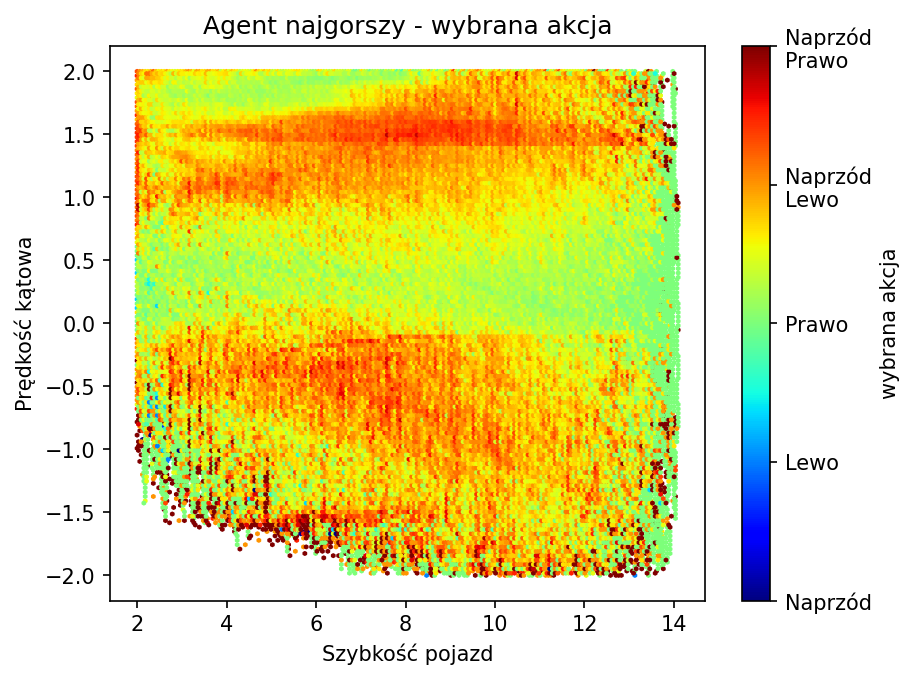 Agent najgorszy - wybrana akcja
2.0
1.5
1.0
0.5
0.0
−0.5
−1.0
−1.5
−2.0
Prędkość kątowa
2 4 6 8 10 12 14
Szybkość pojazd
Naprzód
Prawo
Naprzód
Lewo
Prawo
Lewo
Naprzód
wybrana akcja